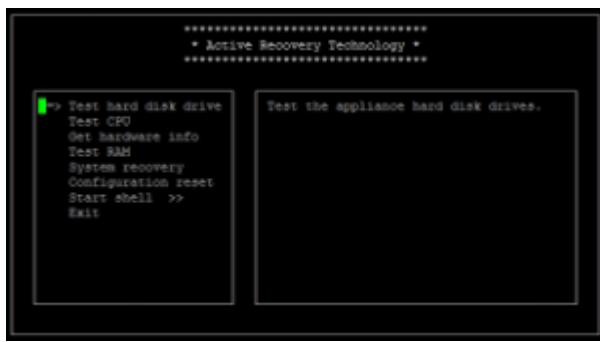 *********************************
* Active Recovery Technology *
*********************************
=> Test hard disk drive
Test CPU
Get hardware info
Test RAM
System recovery
Configuration reset
Start shell >>
Exit
Test the appliance hard disk drives.